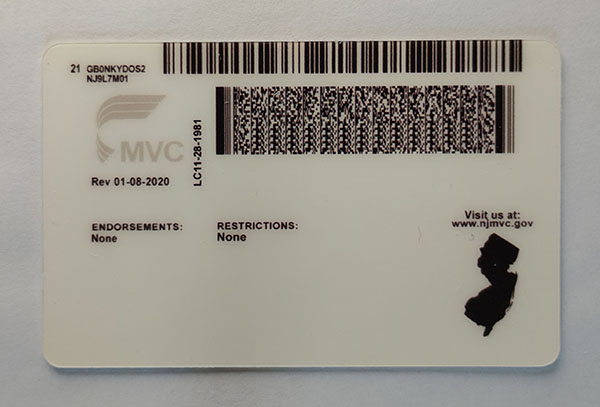 21 GB0NKYDOS2
NJ9L7M01
MVC
LC11-28-1981
Rev 01-08-2020
ENDORSEMENTS:
None
RESTRICTIONS:
None
Visit us at:
www.njmvc.gov